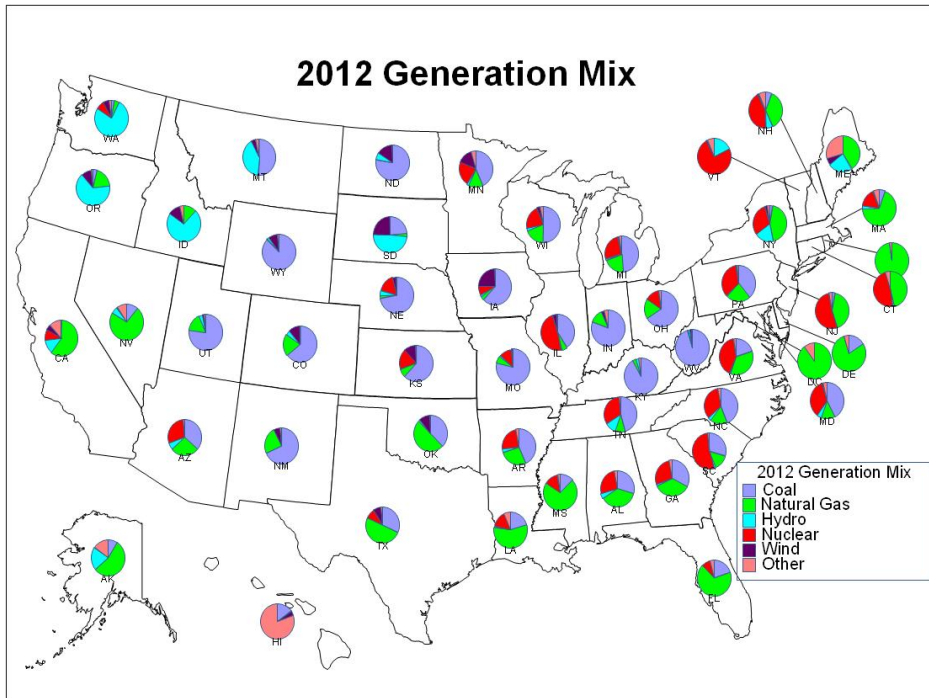 2012 Generation Mix
WA
OR
ID
MT
WY
ND
SD
NE
MN
IA
WI
MI
NH
VT
ME
MA
NY
CT
PA
NJ
OH
IN
IL
WV
VA
DC
DE
MD
CA
NV
UT
CO
KS
MO
KY
TN
NC
SC
AZ
NM
OK
AR
MS
AL
GA
TX
LA
FL
AK
HI
2012 Generation Mix
Coal
Natural Gas
Hydro
Nuclear
Wind
Other